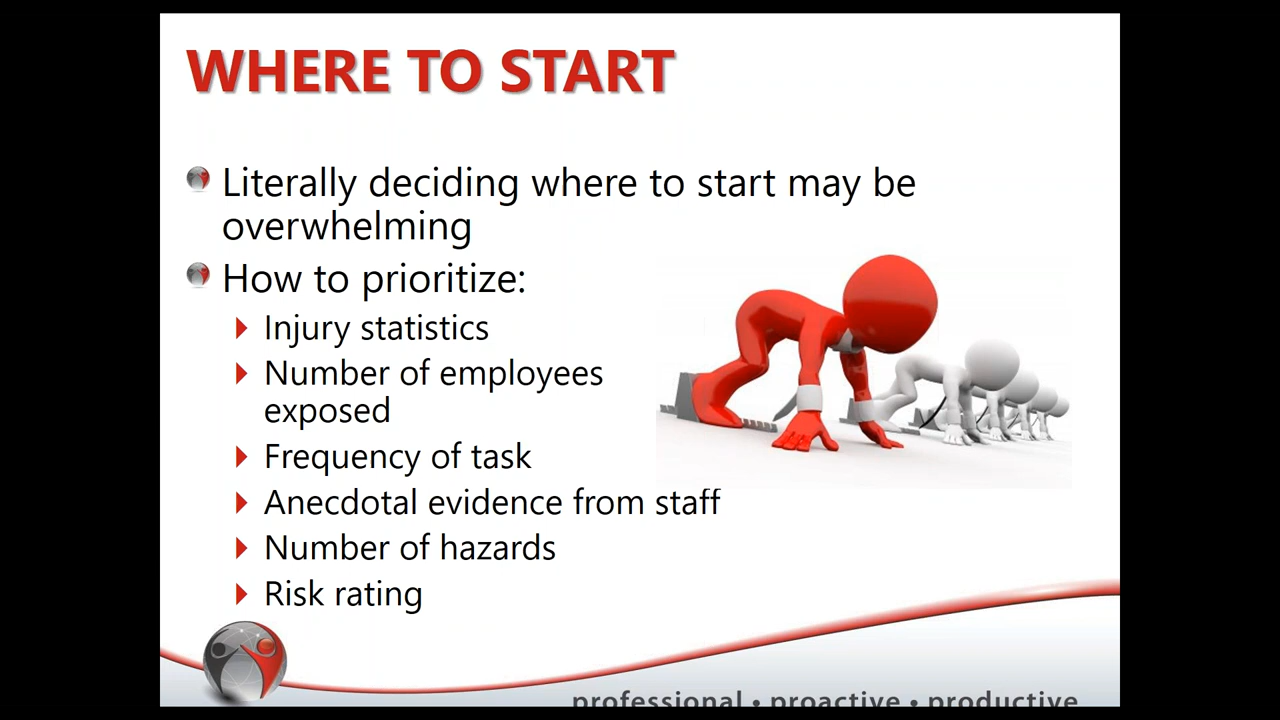 WHERE TO START
Literally deciding where to start may be
overwhelming
How to prioritize:
Injury statistics
Number of employees
exposed
Frequency of task
Anecdotal evidence from staff
Number of hazards
Risk rating
professional • proactive • productive